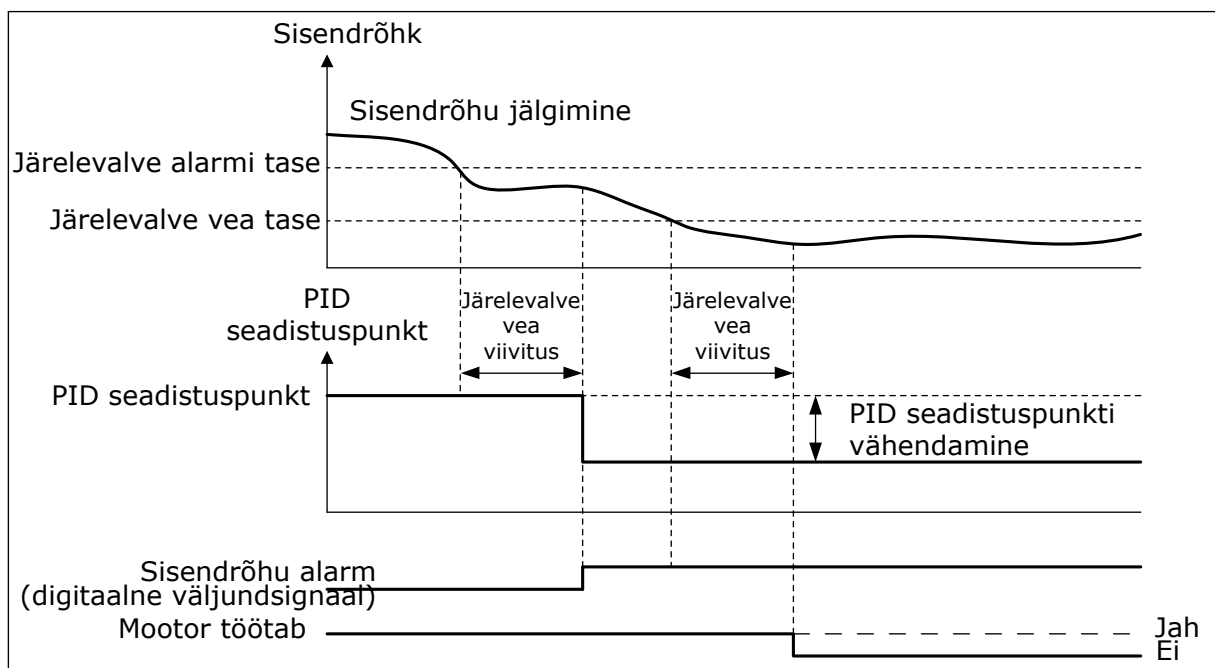 Sisendrõhk
Sisendrõhu jälgimine
Järelevalve alarmi tase
Järelevalve vea tase
PID
seadistuspunkt
Järelevalve
vea
viivitus
Järelevalve
vea
viivitus
PID seadistuspunkt
PID seadistuspunkti
vähendamine
Sisendrõhu alarm
(digitaalne väljundsignaal)
Mootor töötab
Jah
Ei